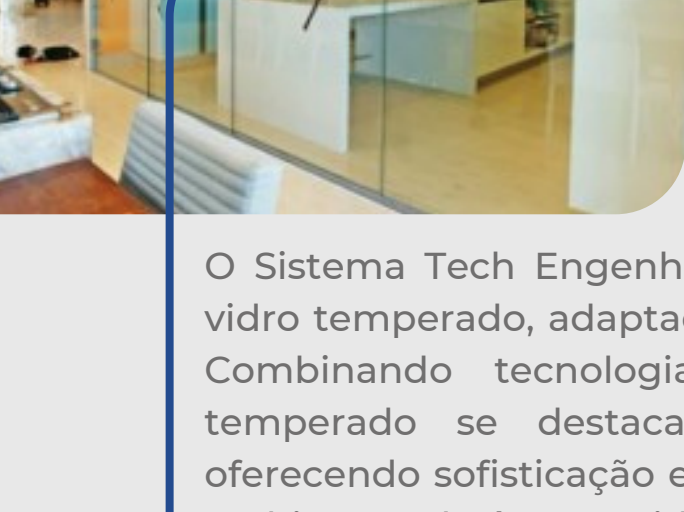 O Sistema Tech Engenh
vidro temperado, adapta
Combinando tecnologia
temperado se destaca
oferecendo sofisticação e